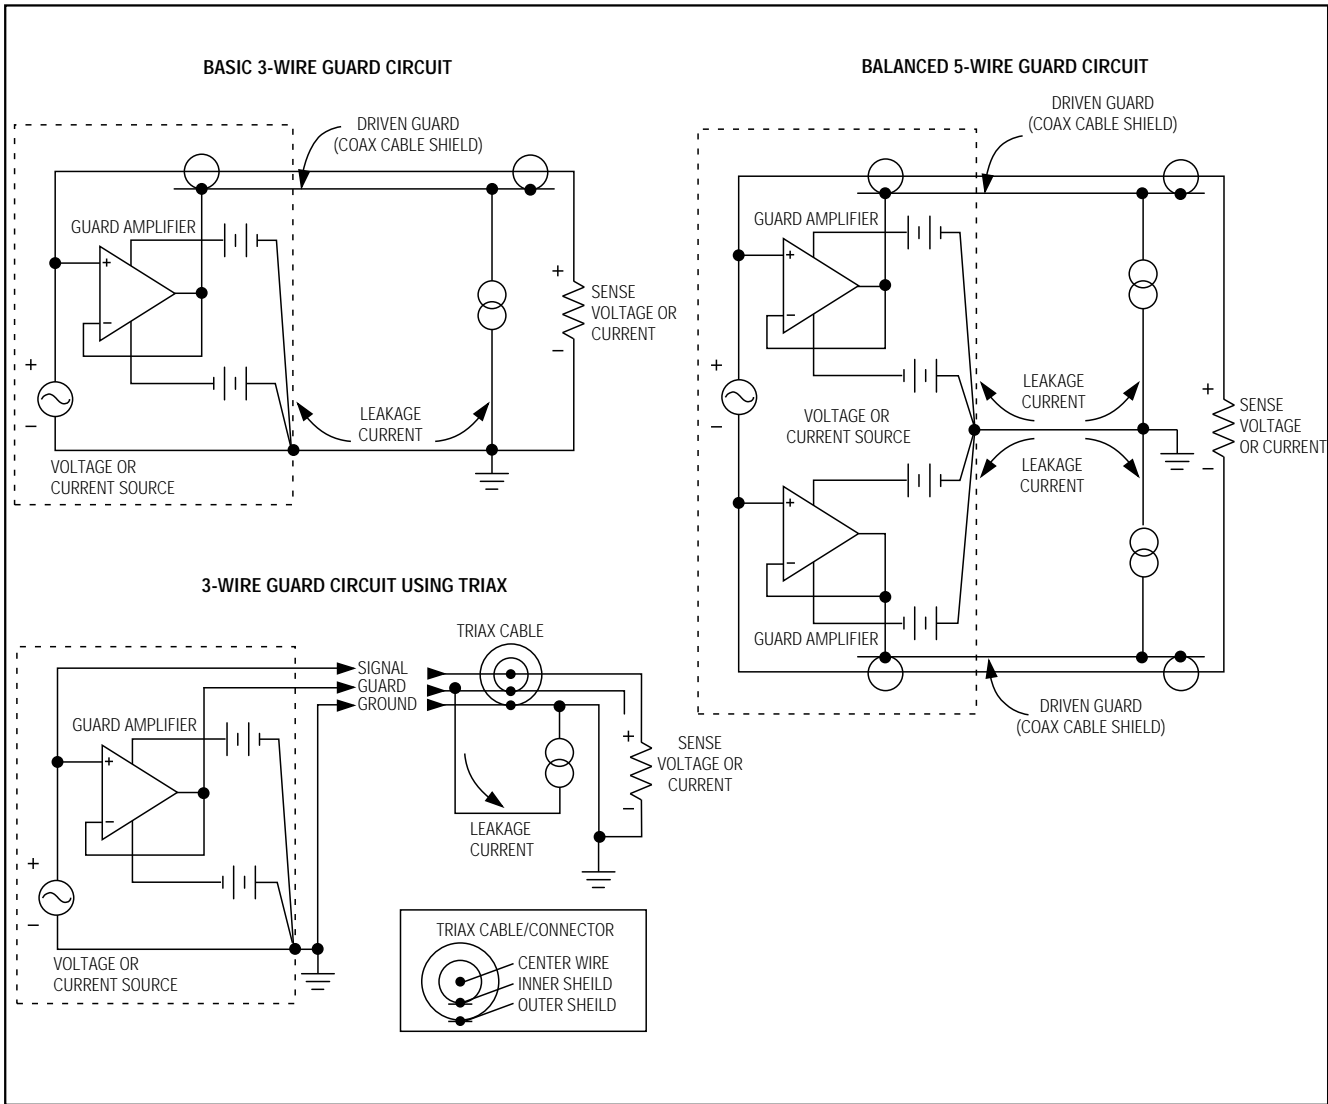 BASIC 3-WIRE GUARD CIRCUIT
DRIVEN GUARD
(COAX CABLE SHIELD)
GUARD AMPLIFIER
+
−
+
−
+
−
SENSE
VOLTAGE OR
CURRENT
LEAKAGE
CURRENT
VOLTAGE OR
CURRENT SOURCE
BALANCED 5-WIRE GUARD CIRCUIT
DRIVEN GUARD
(COAX CABLE SHIELD)
GUARD AMPLIFIER
+
−
+
−
VOLTAGE OR
CURRENT SOURCE
LEAKAGE
CURRENT
LEAKAGE
CURRENT
+
−
SENSE
VOLTAGE
OR CURRENT
+
−
GUARD AMPLIFIER
DRIVEN GUARD
(COAX CABLE SHIELD)
3-WIRE GUARD CIRCUIT USING TRIAX
TRIAX CABLE
SIGNAL
GUARD
GROUND
GUARD AMPLIFIER
+
−
+
−
+
−
SENSE
VOLTAGE OR
CURRENT
LEAKAGE
CURRENT
VOLTAGE OR
CURRENT SOURCE
TRIAX CABLE/CONNECTOR
CENTER WIRE
INNER SHEILD
OUTER SHEILD